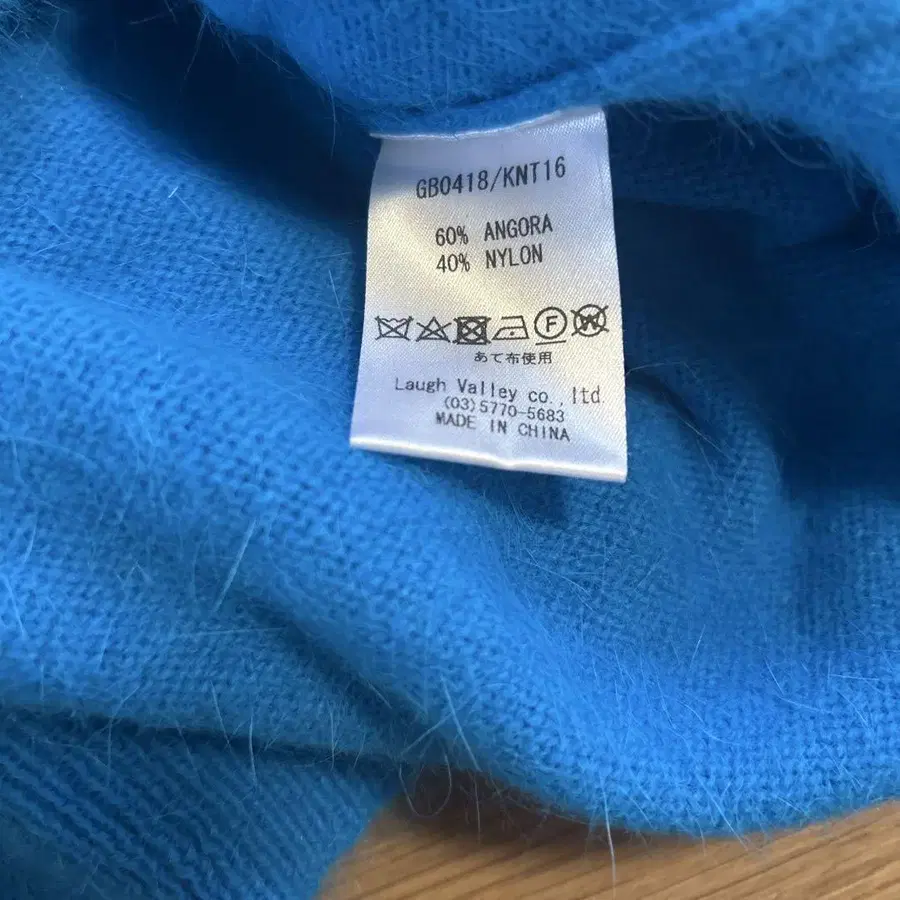 GB0418/KNT16
60% ANGORA
40% NYLON
F W
あて布使用
Laugh Valley co., ltd.
(03)5770-5683
MADE IN CHINA